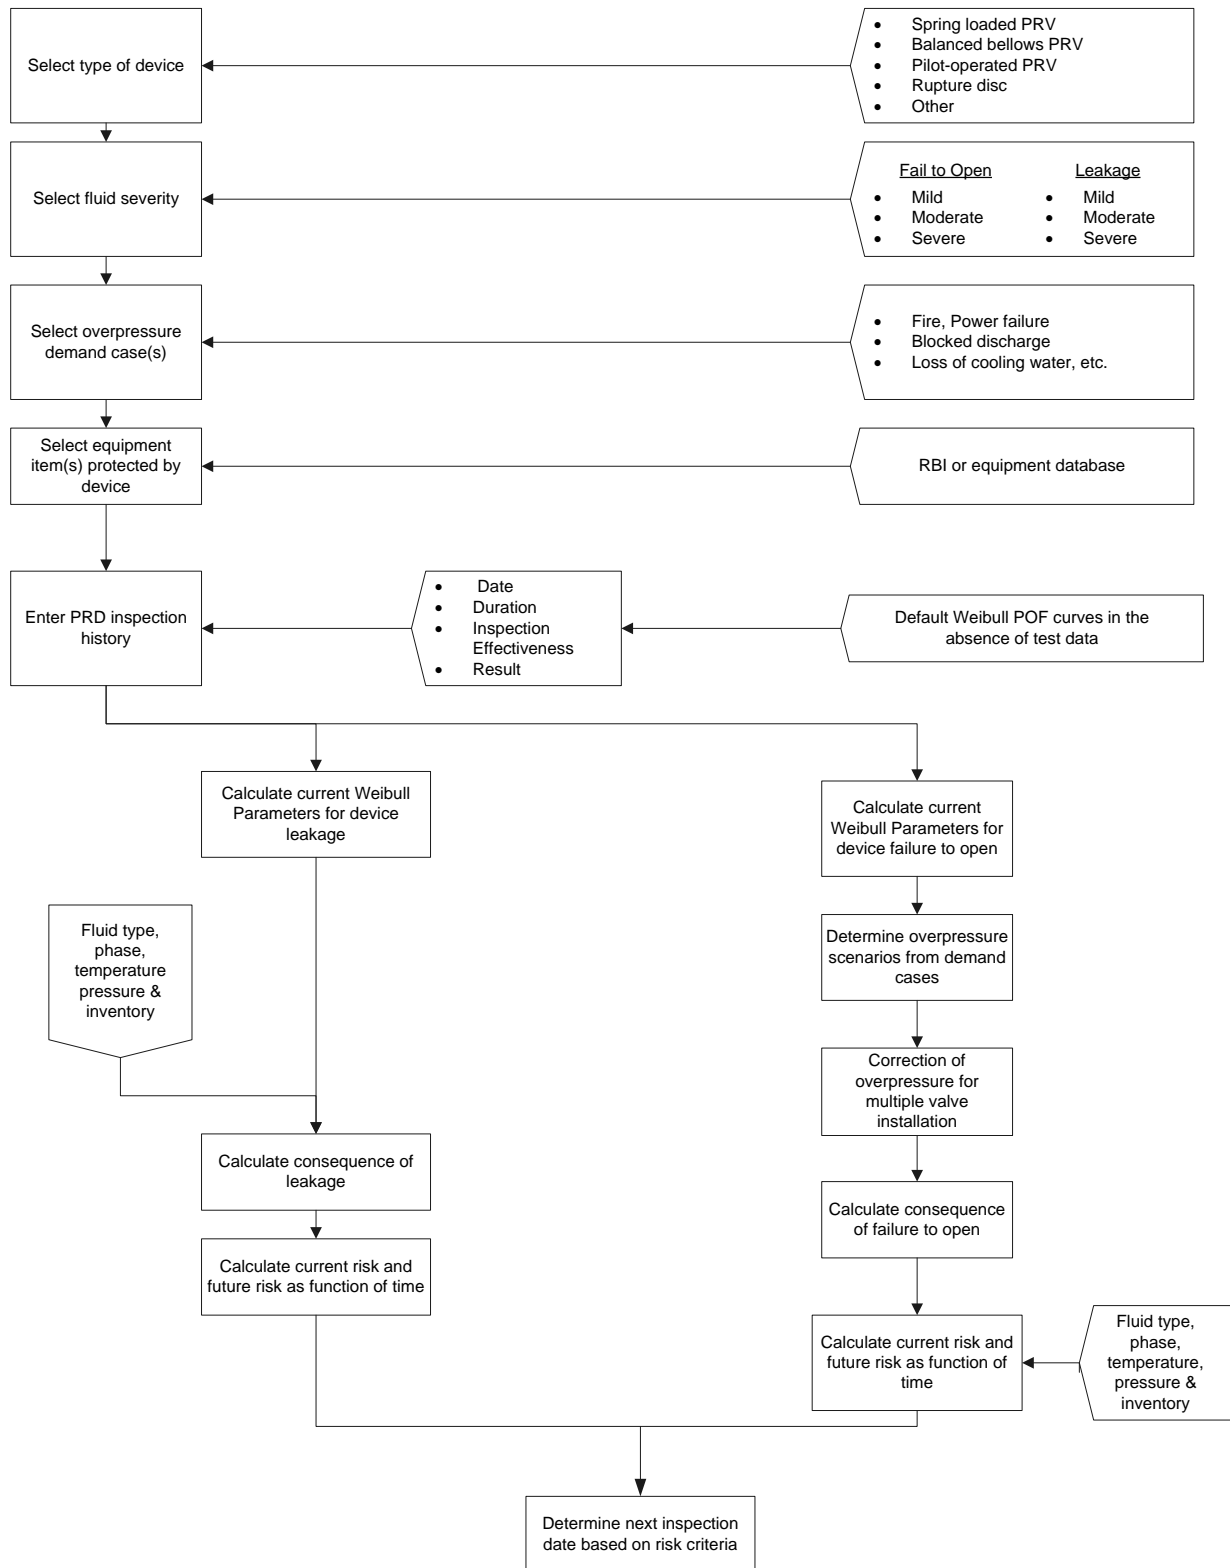 Select type of device
• Spring loaded PRV
• Balanced bellows PRV
• Pilot-operated PRV
• Rupture disc
• Other
Select fluid severity
Fail to Open
• Mild
• Moderate
• Severe
Leakage
• Mild
• Moderate
• Severe
Select overpressure
demand case(s)
• Fire, Power failure
• Blocked discharge
• Loss of cooling water, etc.
Select equipment
item(s) protected by
device
RBI or equipment database
Enter PRD inspection
history
• Date
• Duration
• Inspection
Effectiveness
• Result
Default Weibull POF curves in the
absence of test data
Calculate current Weibull
Parameters for device
leakage
Calculate current
Weibull Parameters for
device failure to open
Fluid type,
phase,
temperature
pressure &
inventory
Determine overpressure
scenarios from demand
cases
Correction of
overpressure for
multiple valve
installation
Calculate consequence of
leakage
Calculate consequence
of failure to open
Calculate current risk and
future risk as function of time
Calculate current risk and
future risk as function of
time
Fluid type,
phase,
temperature,
pressure &
inventory
Determine next inspection
date based on risk criteria